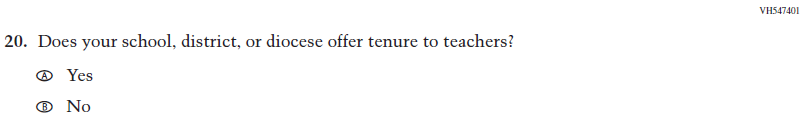 VH547401
20. Does your school, district, or diocese offer tenure to teachers?
A Yes
B No